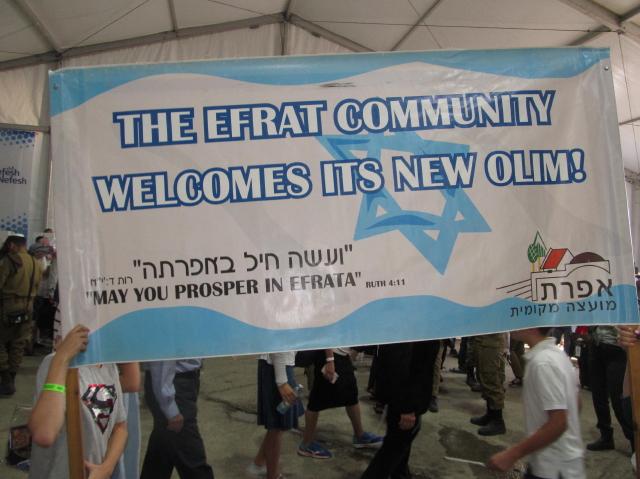 THE EFRAT COMMUNITY
WELCOMES ITS NEW OLIM!
"ועשה חיל באפרתה" רות ד:י"א
"MAY YOU PROSPER IN EFRATA" RUTH 4:11
אפרת
מועצה מקומית
efesh
Nefesh